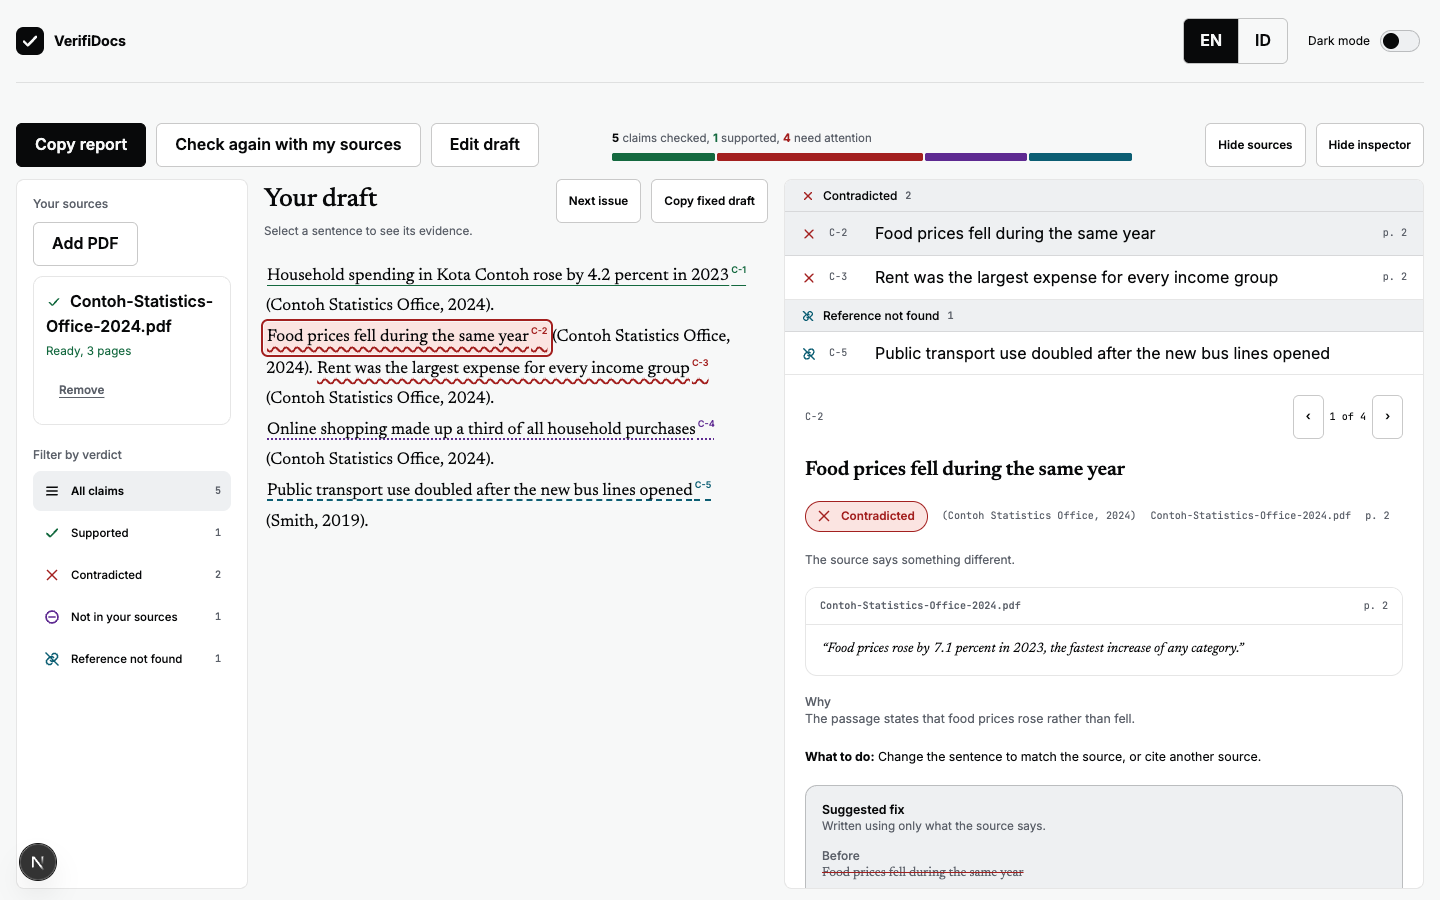 VerifiDocs
EN
ID
Dark mode
Copy report
Check again with my sources
Edit draft
5 claims checked, 1 supported, 4 need attention
Hide sources
Hide inspector
Your sources
Add PDF
Contoh-Statistics-
Office-2024.pdf
Ready, 3 pages
Remove
Filter by verdict
All claims 5
Supported 1
Contradicted 2
Not in your sources 1
Reference not found 1
N
Your draft
Next issue
Copy fixed draft
Select a sentence to see its evidence.
Household spending in Kota Contoh rose by 4.2 percent in 2023 C-1
(Contoh Statistics Office, 2024).
Food prices fell during the same year C-2 (Contoh Statistics Office,
2024). Rent was the largest expense for every income group C-3
(Contoh Statistics Office, 2024).
Online shopping made up a third of all household purchases C-4
(Contoh Statistics Office, 2024).
Public transport use doubled after the new bus lines opened C-5
(Smith, 2019).
Contradicted 2
C-2 Food prices fell during the same year p. 2
C-3 Rent was the largest expense for every income group p. 2
Reference not found 1
C-5 Public transport use doubled after the new bus lines opened
C-2
‹ 1 of 4 ›
Food prices fell during the same year
Contradicted (Contoh Statistics Office, 2024) Contoh-Statistics-Office-2024.pdf p. 2
The source says something different.
Contoh-Statistics-Office-2024.pdf p. 2
“Food prices rose by 7.1 percent in 2023, the fastest increase of any category.”
Why
The passage states that food prices rose rather than fell.
What to do: Change the sentence to match the source, or cite another source.
Suggested fix
Written using only what the source says.
Before
Food prices fell during the same year